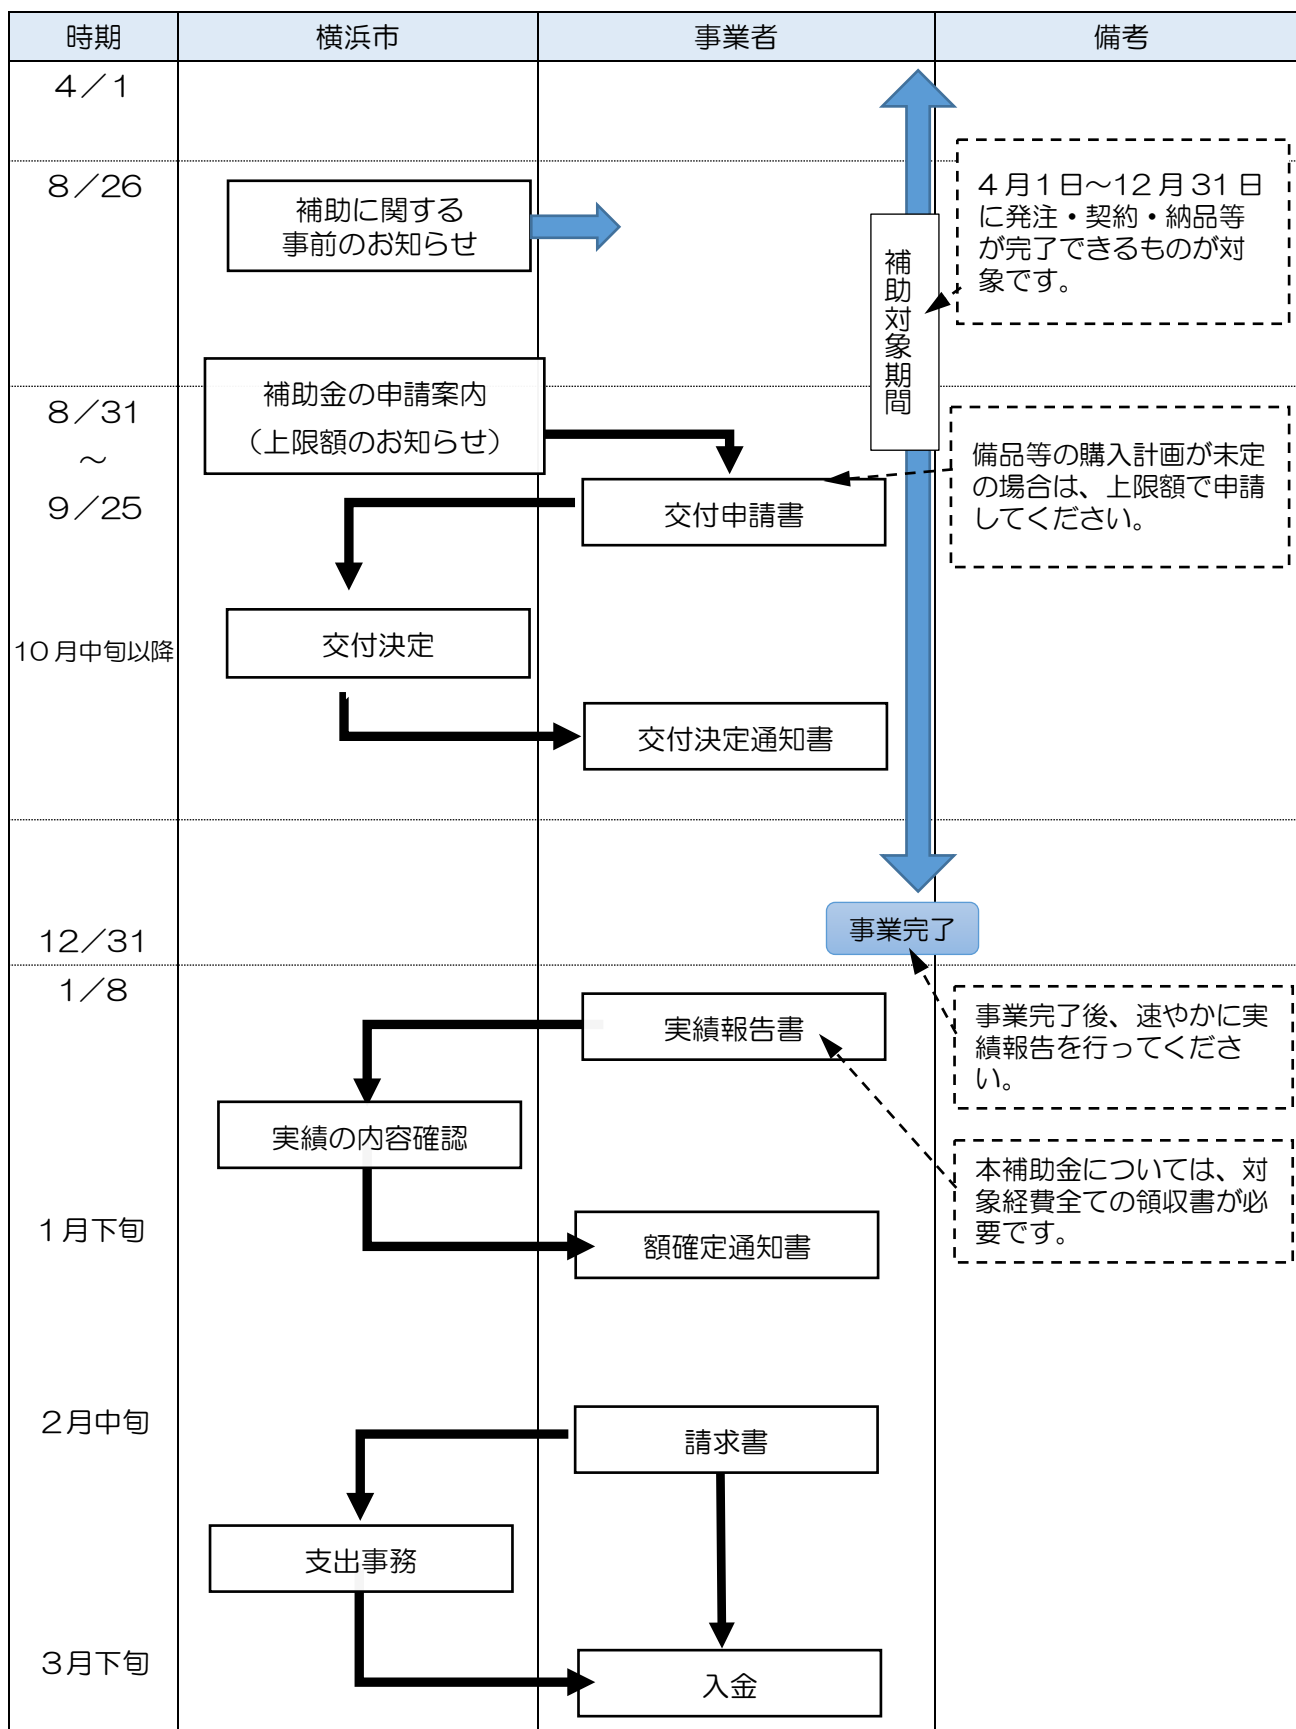 時期
横浜市
事業者
備考
4／1
8／26
補助に関する
事前のお知らせ
4月1日～12月31日
に発注・契約・納品等
が完了できるものが対
象です。
補助対象期間
8／31
～
9／25
補助金の申請案内
（上限額のお知らせ）
備品等の購入計画が未定
の場合は、上限額で申請
してください。
交付申請書
10月中旬以降
交付決定
交付決定通知書
12／31
事業完了
1／8
実績報告書
事業完了後、速やかに実
績報告を行ってくださ
い。
実績の内容確認
本補助金については、対
象経費全ての領収書が必
要です。
1月下旬
額確定通知書
2月中旬
請求書
支出事務
3月下旬
入金